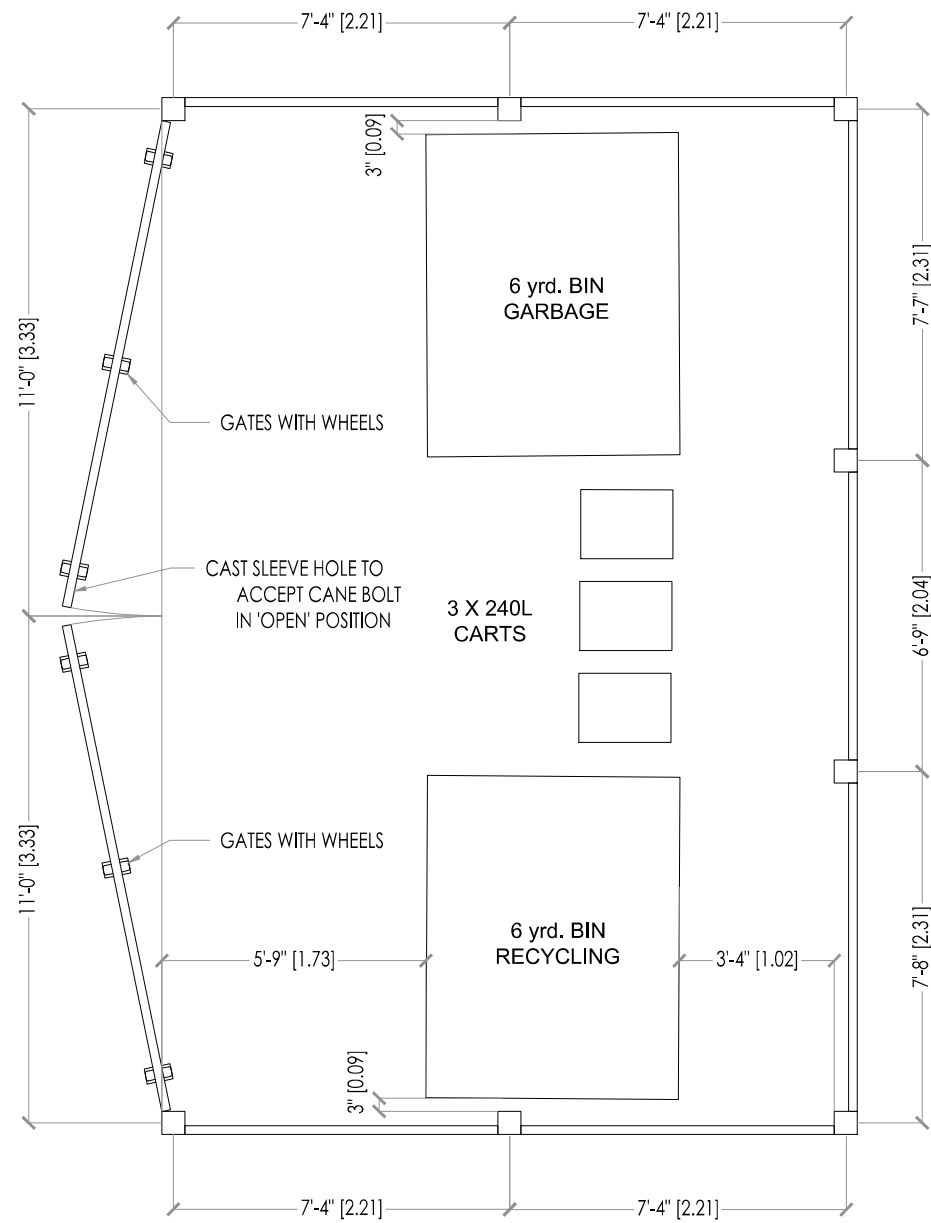 7'-4" [2.21]
7'-4" [2.21]
3" [0.09]
7'-7" [2.31]
6 yrd. BIN
GARBAGE
11'-0" [3.33]
GATES WITH WHEELS
CAST SLEEVE HOLE TO
ACCEPT CANE BOLT
IN 'OPEN' POSITION
3 X 240L
CARTS
6'-9" [2.04]
GATES WITH WHEELS
11'-0" [3.33]
6 yrd. BIN
RECYCLING
5'-9" [1.73]
3'-4" [1.02]
7'-8" [2.31]
3" [0.09]
7'-4" [2.21]
7'-4" [2.21]